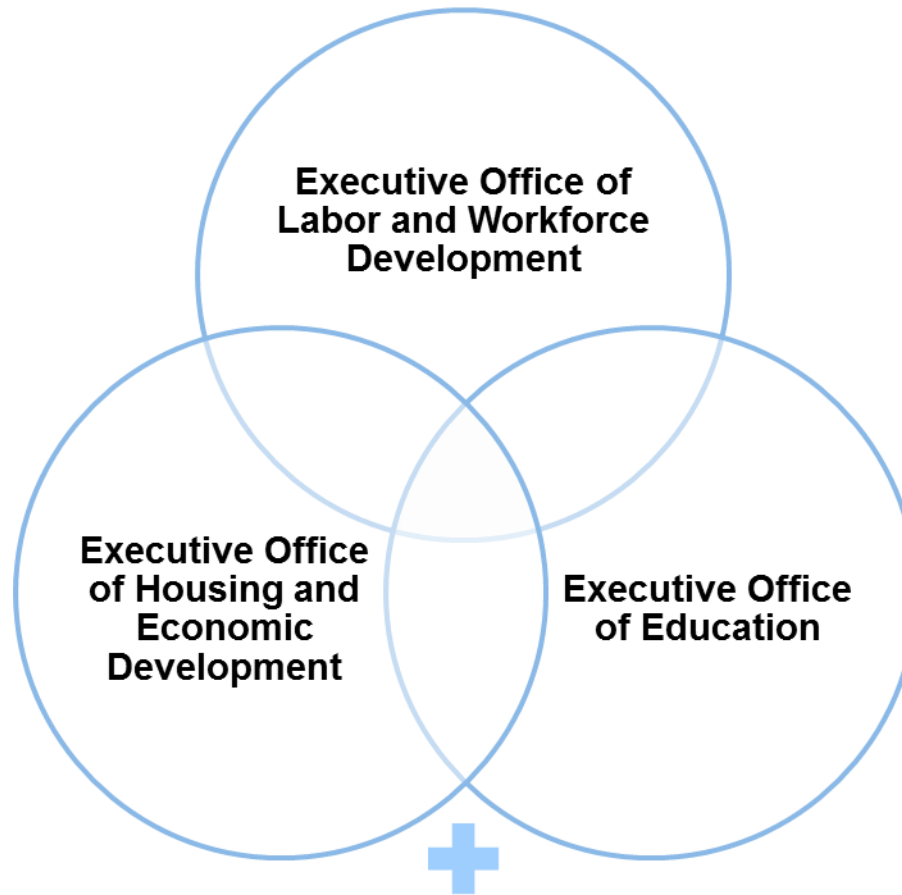 Executive Office of
Labor and Workforce
Development
Executive Office
of Housing and
Economic
Development
Executive Office
of Education